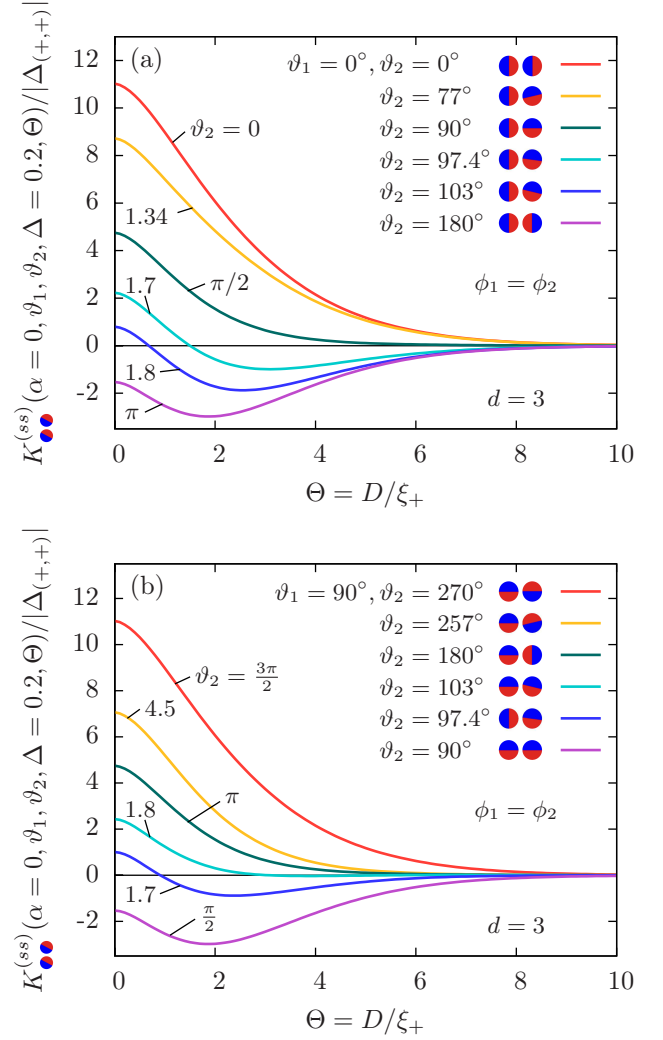 (a)
ϑ₁ = 0°, ϑ₂ = 0°
ϑ₂ = 77°
ϑ₂ = 90°
ϑ₂ = 97.4°
ϑ₂ = 103°
ϑ₂ = 180°
ϑ₂ = 0
1.34
π/2
1.7
1.8
π
ϕ₁ = ϕ₂
d = 3
12
10
8
6
4
2
0
-2
0 2 4 6 8 10
Θ = D/ξ₊
K^(ss)(α = 0, ϑ₁, ϑ₂, Δ = 0.2, Θ)/|Δ₍₊,₊₎|
(b)
ϑ₁ = 90°, ϑ₂ = 270°
ϑ₂ = 257°
ϑ₂ = 180°
ϑ₂ = 103°
ϑ₂ = 97.4°
ϑ₂ = 90°
ϑ₂ = 3π/2
4.5
π
1.8
1.7
π/2
ϕ₁ = ϕ₂
d = 3
12
10
8
6
4
2
0
-2
0 2 4 6 8 10
Θ = D/ξ₊
K^(ss)(α = 0, ϑ₁, ϑ₂, Δ = 0.2, Θ)/|Δ₍₊,₊₎|